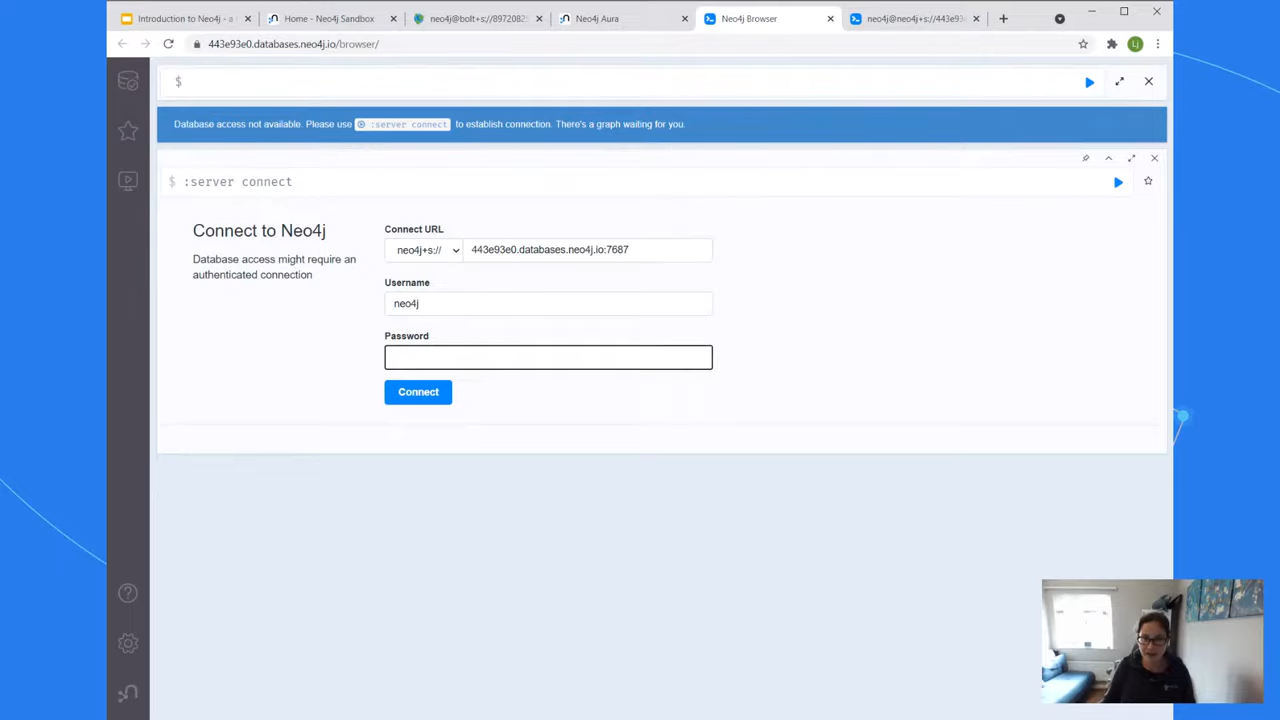 Introduction to Neo4j - a
Home - Neo4j Sandbox
neo4j@bolt+s://8972082
Neo4j Aura
Neo4j Browser
neo4j@neo4j+s://443e93
443e93e0.databases.neo4j.io/browser/
Lj
$
Database access not available. Please use :server connect to establish connection. There's a graph waiting for you.
$ :server connect
Connect to Neo4j
Database access might require an
authenticated connection
Connect URL
neo4j+s://
443e93e0.databases.neo4j.io:7687
Username
neo4j
Password
Connect